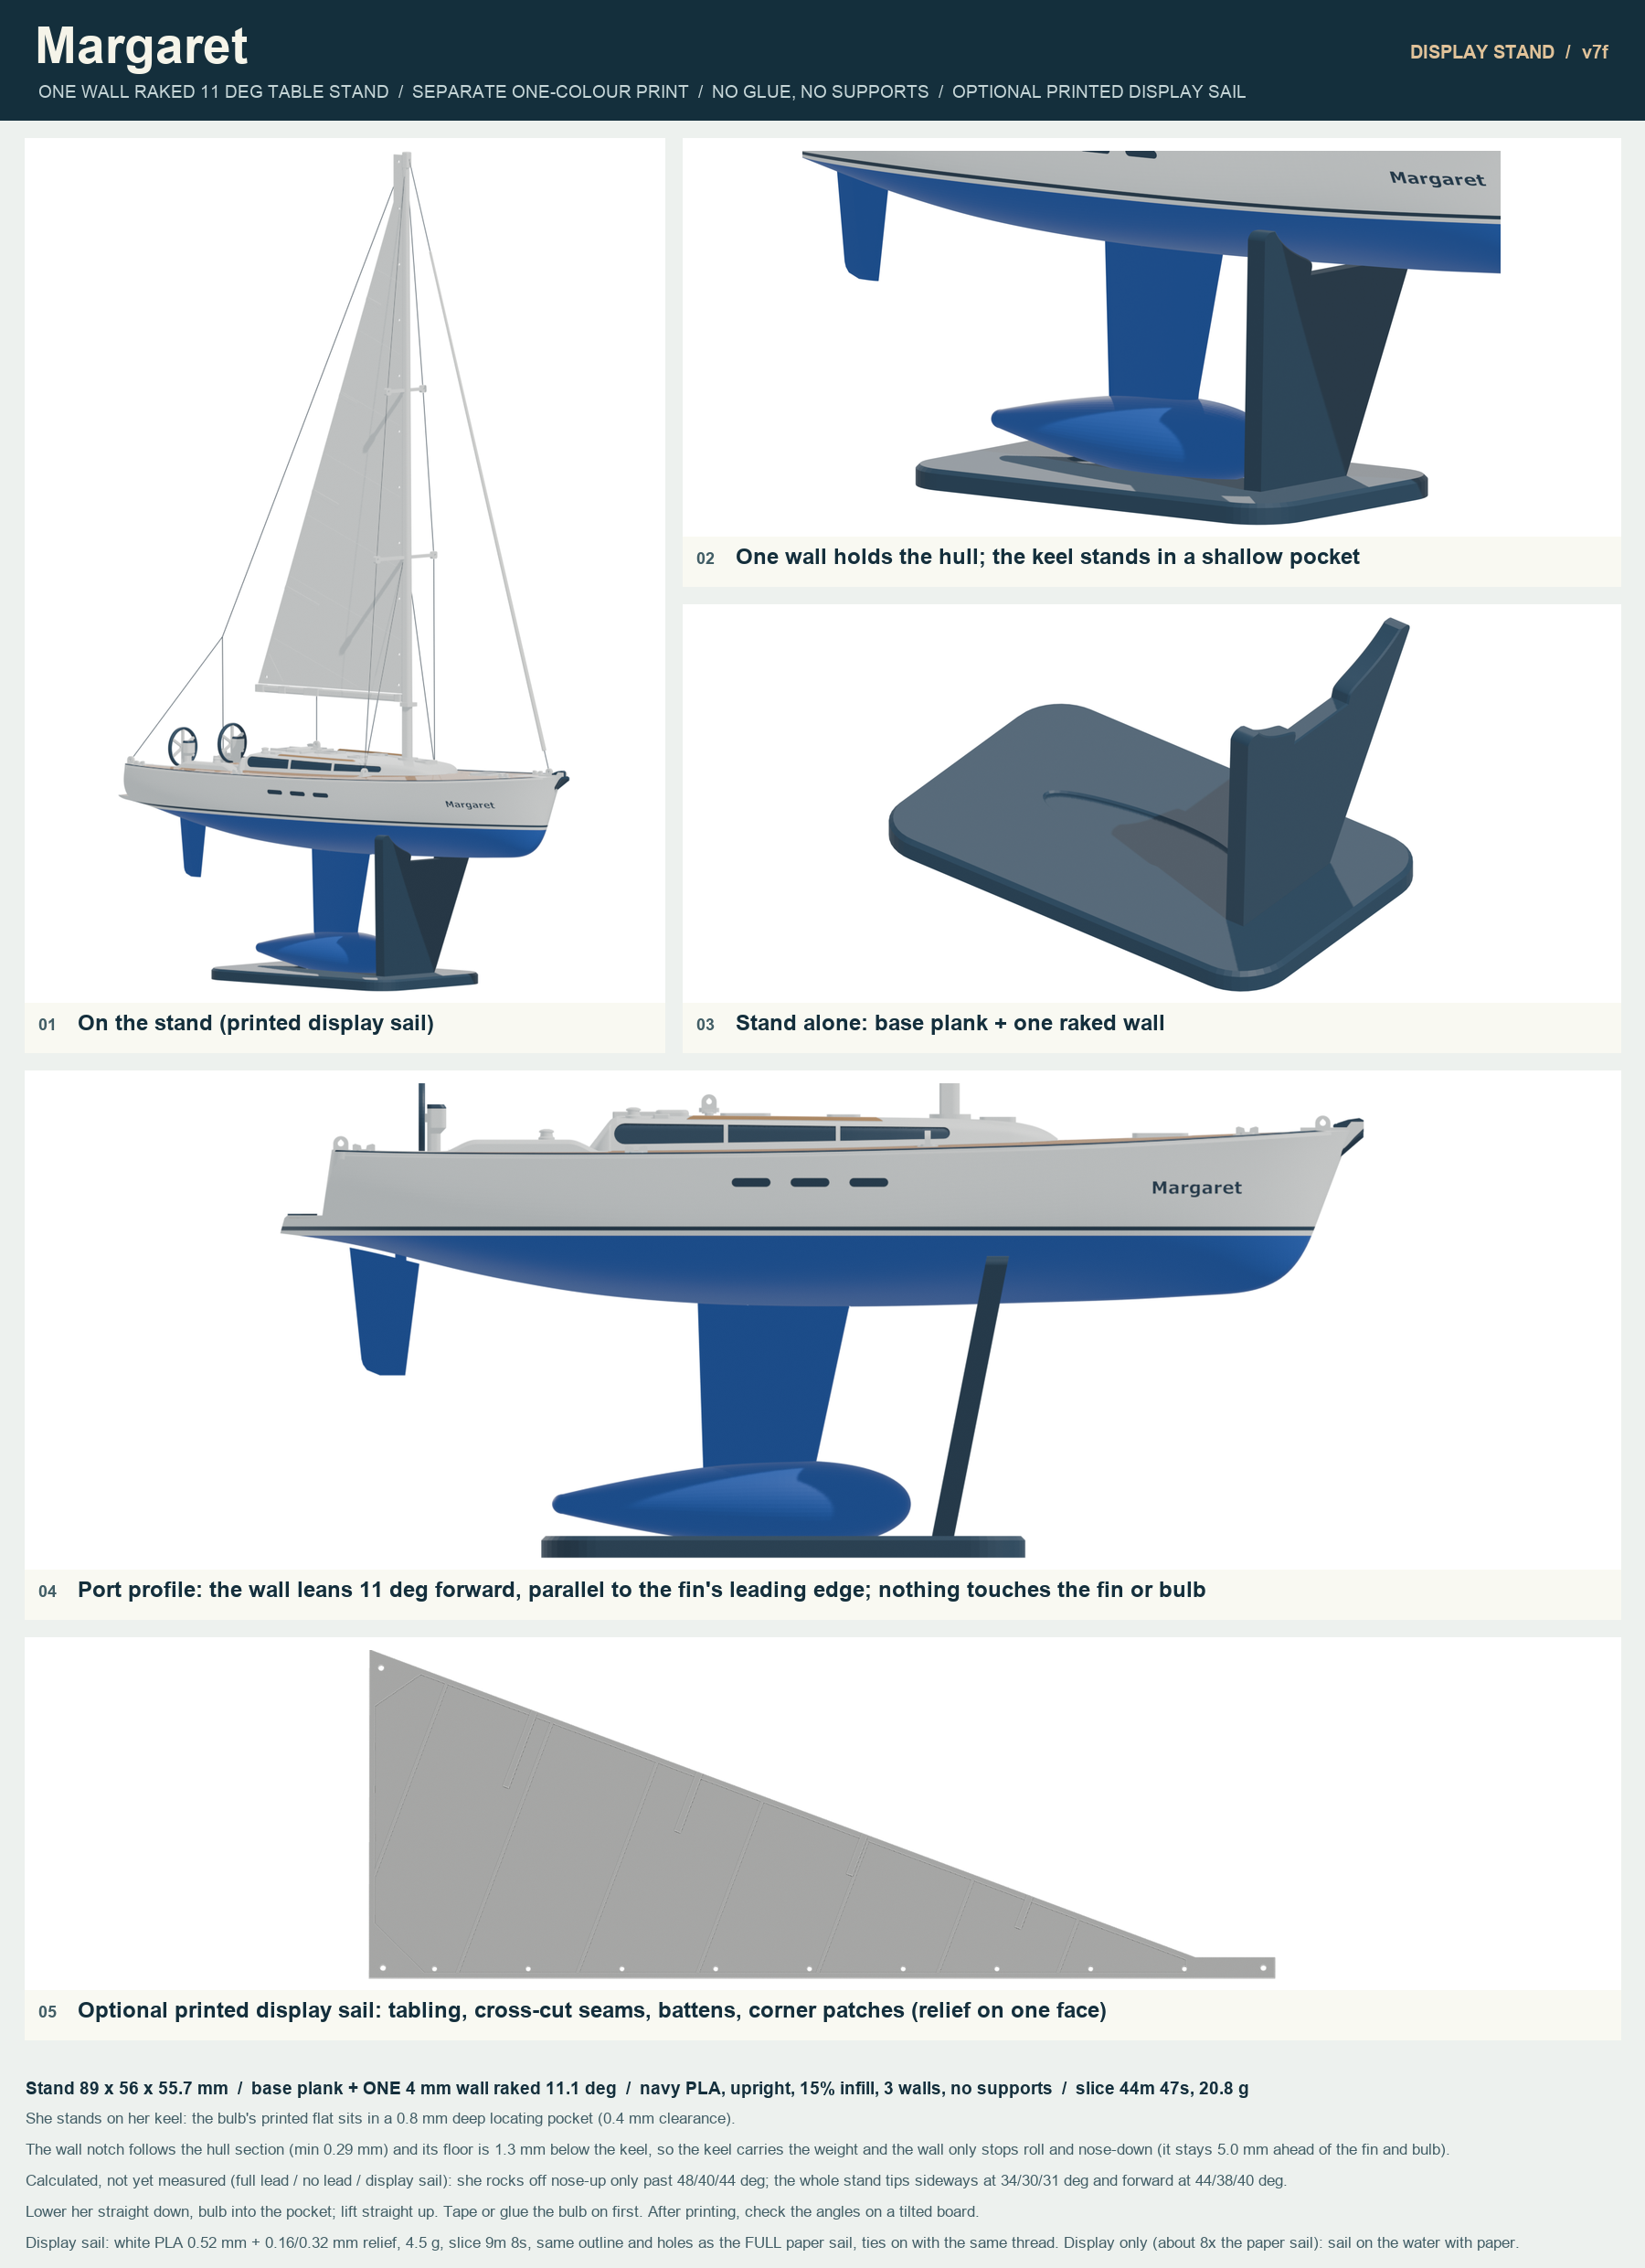 Margaret
DISPLAY STAND / v7f
ONE WALL RAKED 11 DEG TABLE STAND / SEPARATE ONE-COLOUR PRINT / NO GLUE, NO SUPPORTS / OPTIONAL PRINTED DISPLAY SAIL
Margaret
01 On the stand (printed display sail)
Margaret
02 One wall holds the hull; the keel stands in a shallow pocket
03 Stand alone: base plank + one raked wall
Margaret
04 Port profile: the wall leans 11 deg forward, parallel to the fin's leading edge; nothing touches the fin or bulb
05 Optional printed display sail: tabling, cross-cut seams, battens, corner patches (relief on one face)
Stand 89 x 56 x 55.7 mm / base plank + ONE 4 mm wall raked 11.1 deg / navy PLA, upright, 15% infill, 3 walls, no supports / slice 44m 47s, 20.8 g
She stands on her keel: the bulb's printed flat sits in a 0.8 mm deep locating pocket (0.4 mm clearance).
The wall notch follows the hull section (min 0.29 mm) and its floor is 1.3 mm below the keel, so the keel carries the weight and the wall only stops roll and nose-down (it stays 5.0 mm ahead of the fin and bulb).
Calculated, not yet measured (full lead / no lead / display sail): she rocks off nose-up only past 48/40/44 deg; the whole stand tips sideways at 34/30/31 deg and forward at 44/38/40 deg.
Lower her straight down, bulb into the pocket; lift straight up. Tape or glue the bulb on first. After printing, check the angles on a tilted board.
Display sail: white PLA 0.52 mm + 0.16/0.32 mm relief, 4.5 g, slice 9m 8s, same outline and holes as the FULL paper sail, ties on with the same thread. Display only (about 8x the paper sail): sail on the water with paper.